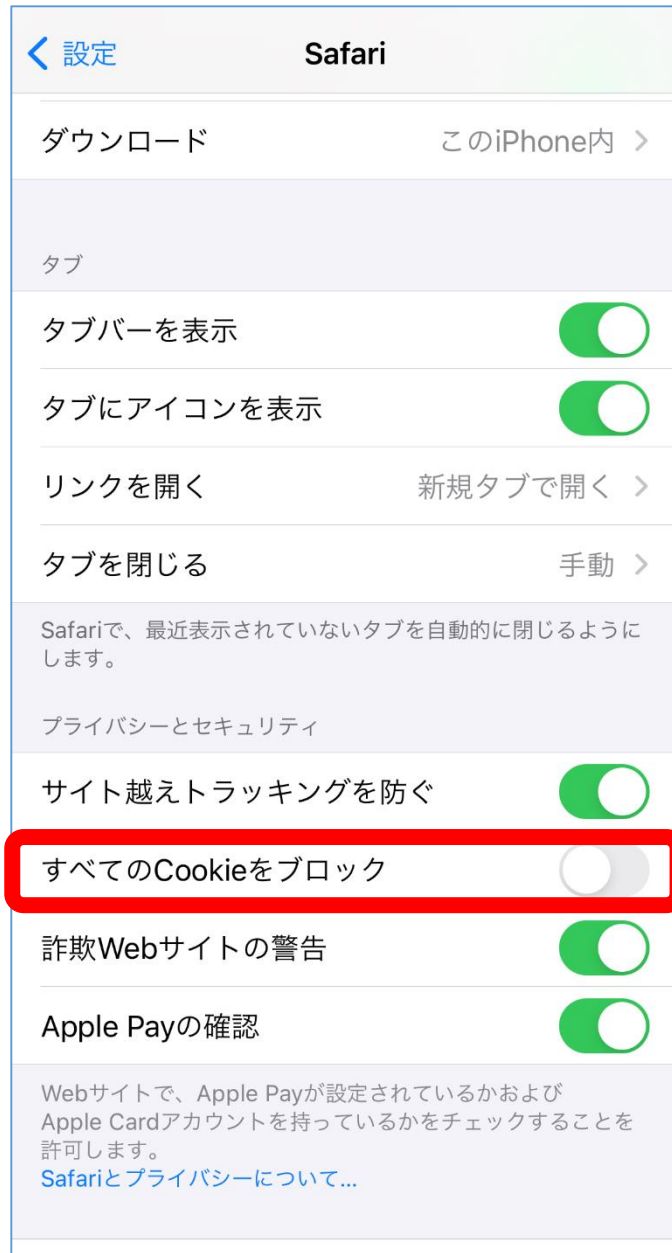 設定
Safari
ダウンロード
このiPhone内
タブ
タブバーを表示
タブにアイコンを表示
リンクを開く
新規タブで開く
タブを閉じる
手動
Safariで、最近表示されていないタブを自動的に閉じるように
します。
プライバシーとセキュリティ
サイト越えトラッキングを防ぐ
すべてのCookieをブロック
詐欺Webサイトの警告
Apple Payの確認
Webサイトで、Apple Payが設定されているかおよび
Apple Cardアカウントを持っているかをチェックすることを
許可します。
Safariとプライバシーについて...